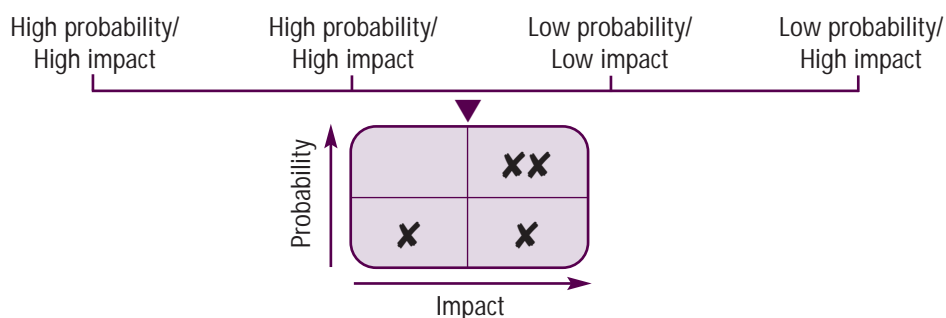 High probability/
High impact
High probability/
High impact
Low probability/
Low impact
Low probability/
High impact
Probability
✘✘
✘
✘
Impact